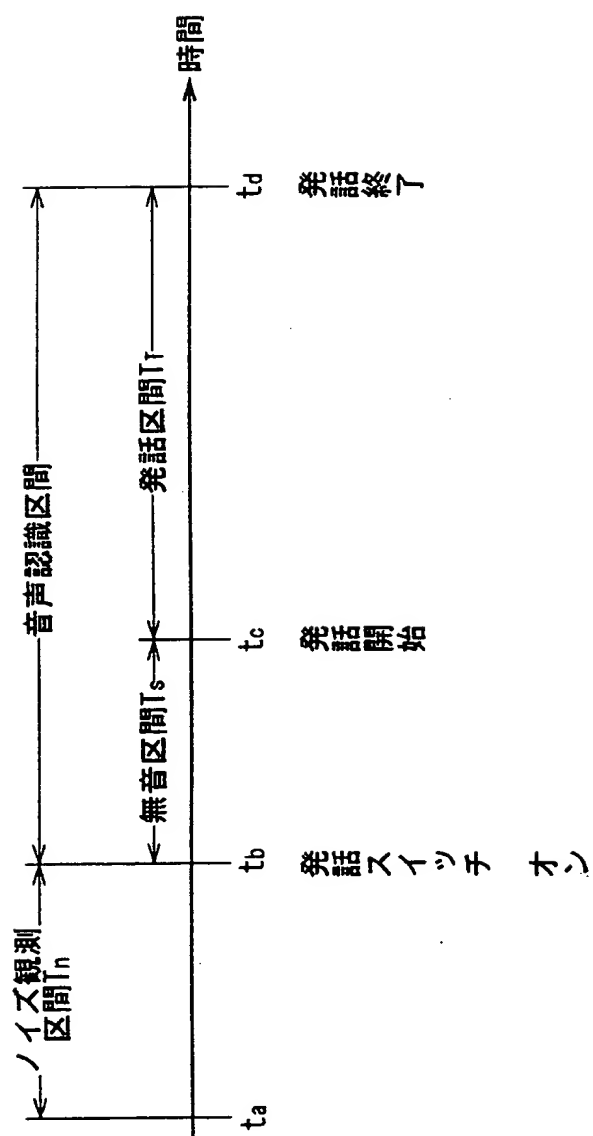 ノイズ観測
区間Tn
音声認識区間
無音区間Ts
発話区間Tr
時間
ta
tb
tc
td
発話スイッチ オン
発話開始
発話終了